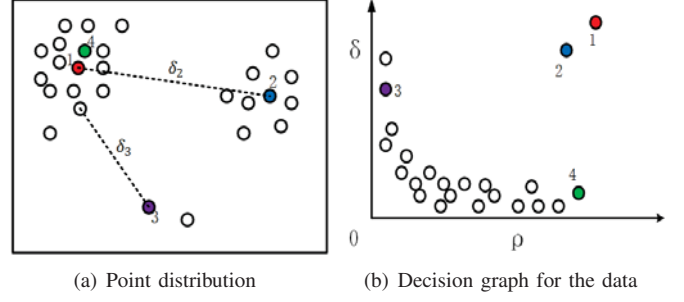 4
1
δ2
2
δ3
3
δ
1
2
3
4
0
ρ
(a) Point distribution
(b) Decision graph for the data